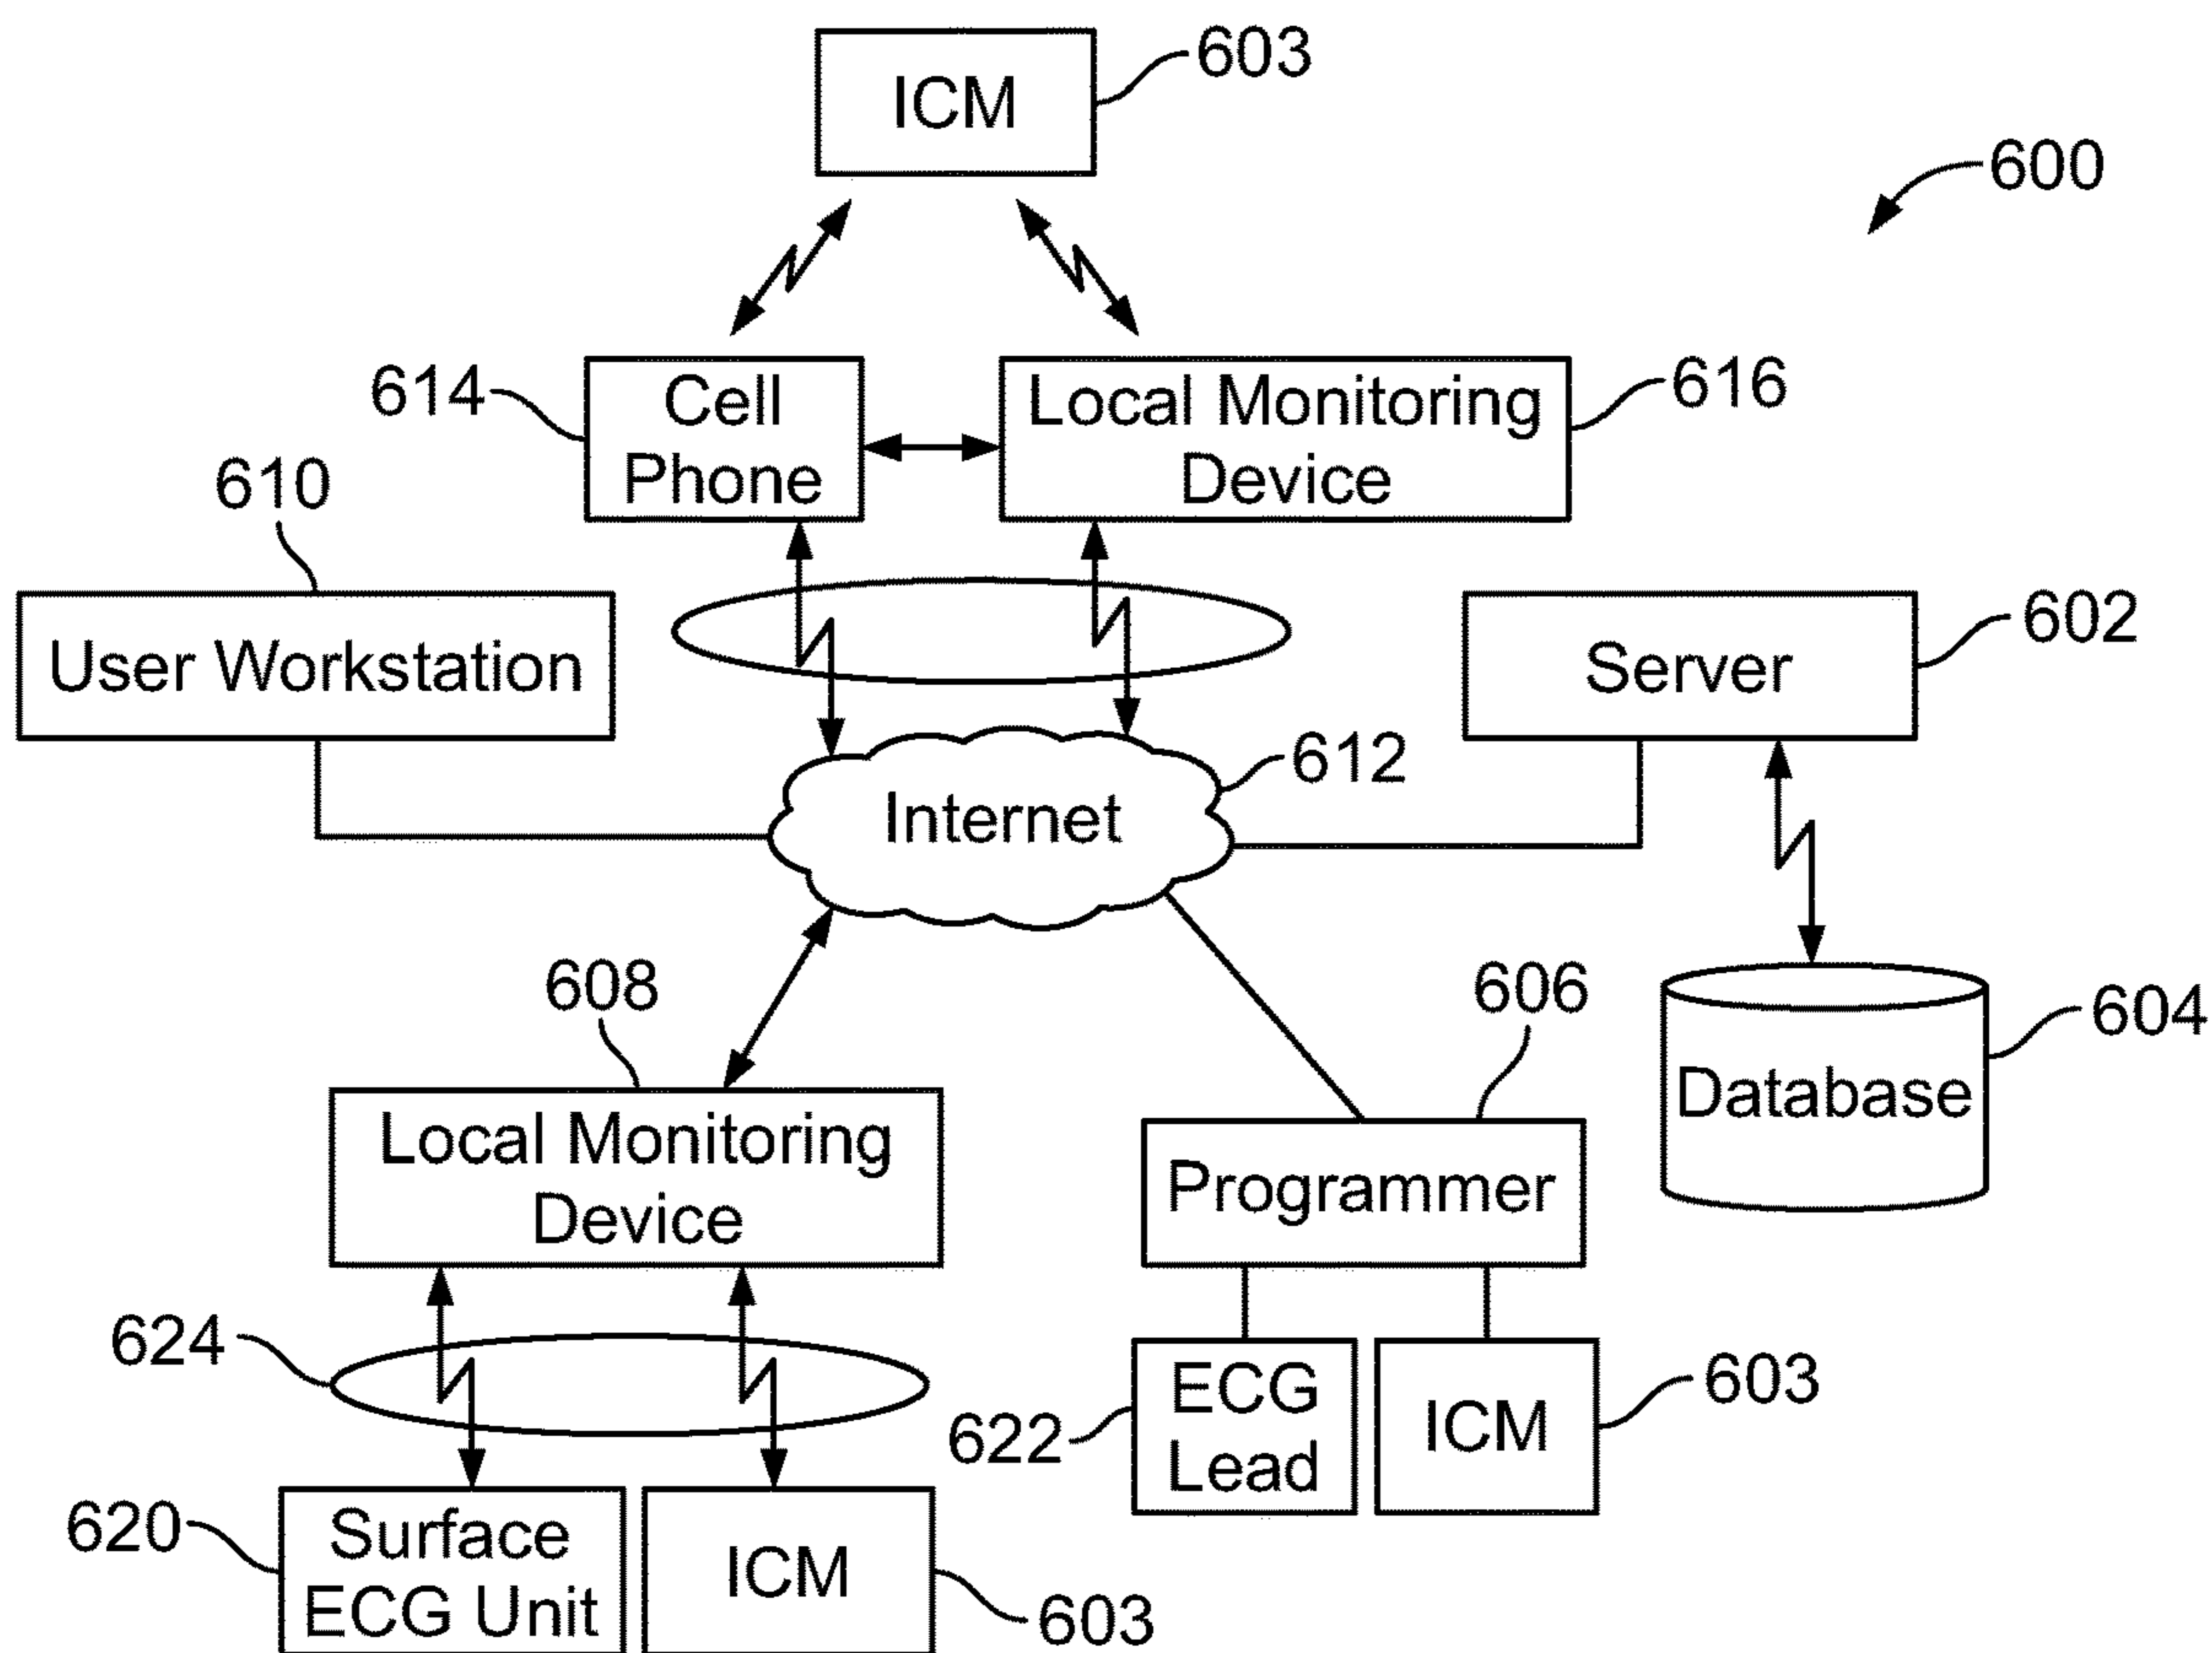 ICM
603
600
614
Cell
Phone
Local Monitoring
Device
616
610
User Workstation
Server
602
Internet
612
608
606
604
Database
Local Monitoring
Device
Programmer
624
622
ECG
Lead
ICM
603
620
Surface
ECG Unit
ICM
603